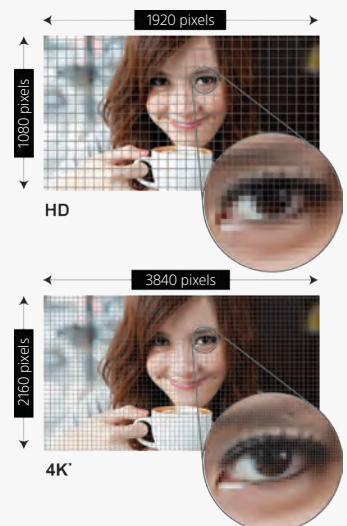 1920 pixels
1080 pixels
HD
3840 pixels
2160 pixels
4K*